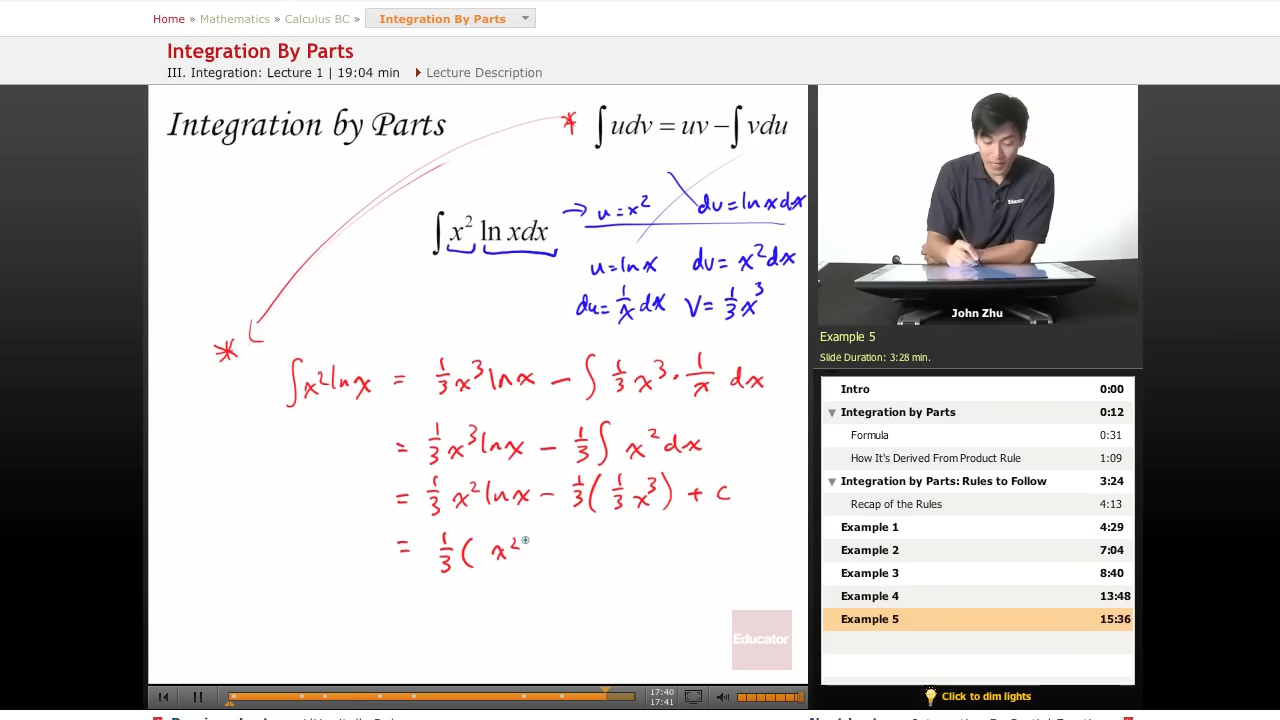 Home » Mathematics » Calculus BC » Integration By Parts
Integration By Parts
III. Integration: Lecture 1 | 19:04 min Lecture Description
Integration by Parts
* ∫ udv = uv − ∫ vdu
∫ x² ln xdx → u = x² dv = ln x dx
u = ln x dv = x² dx
du = 1/x dx V = 1/3 x³
*
∫ x² ln x = 1/3 x³ ln x − ∫ 1/3 x³ · 1/x dx
= 1/3 x³ ln x − 1/3 ∫ x² dx
= 1/3 x² ln x − 1/3 ( 1/3 x³ ) + c
= 1/3 ( x²
Educator
Educator
John Zhu
Example 5
Slide Duration: 3:28 min.
Intro 0:00
Integration by Parts 0:12
Formula 0:31
How It's Derived From Product Rule 1:09
Integration by Parts: Rules to Follow 3:24
Recap of the Rules 4:13
Example 1 4:29
Example 2 7:04
Example 3 8:40
Example 4 13:48
Example 5 15:36
17:40
17:41
Click to dim lights